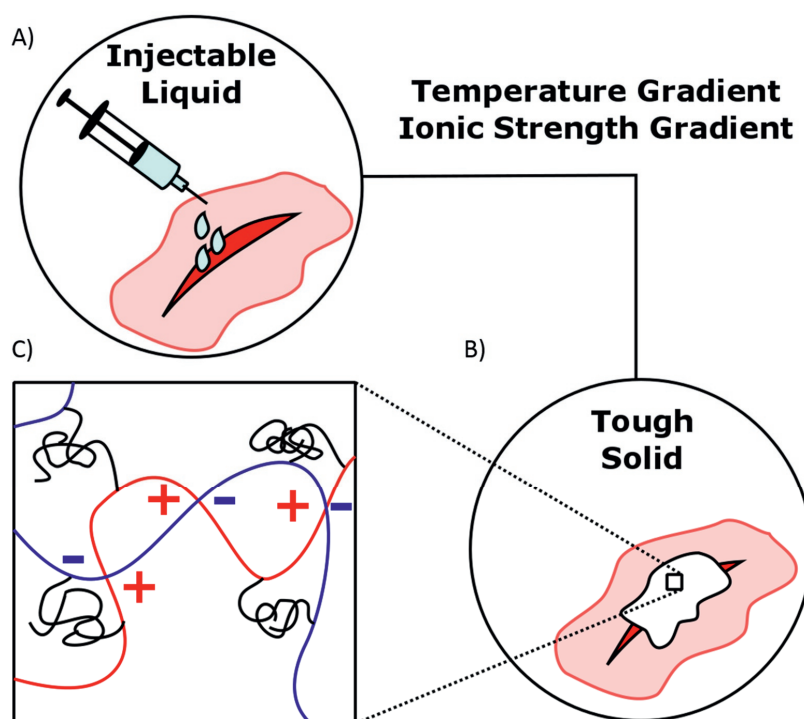 A)
Injectable
Liquid
Temperature Gradient
Ionic Strength Gradient
C)
B)
Tough
Solid
+
-
+
-
-
+